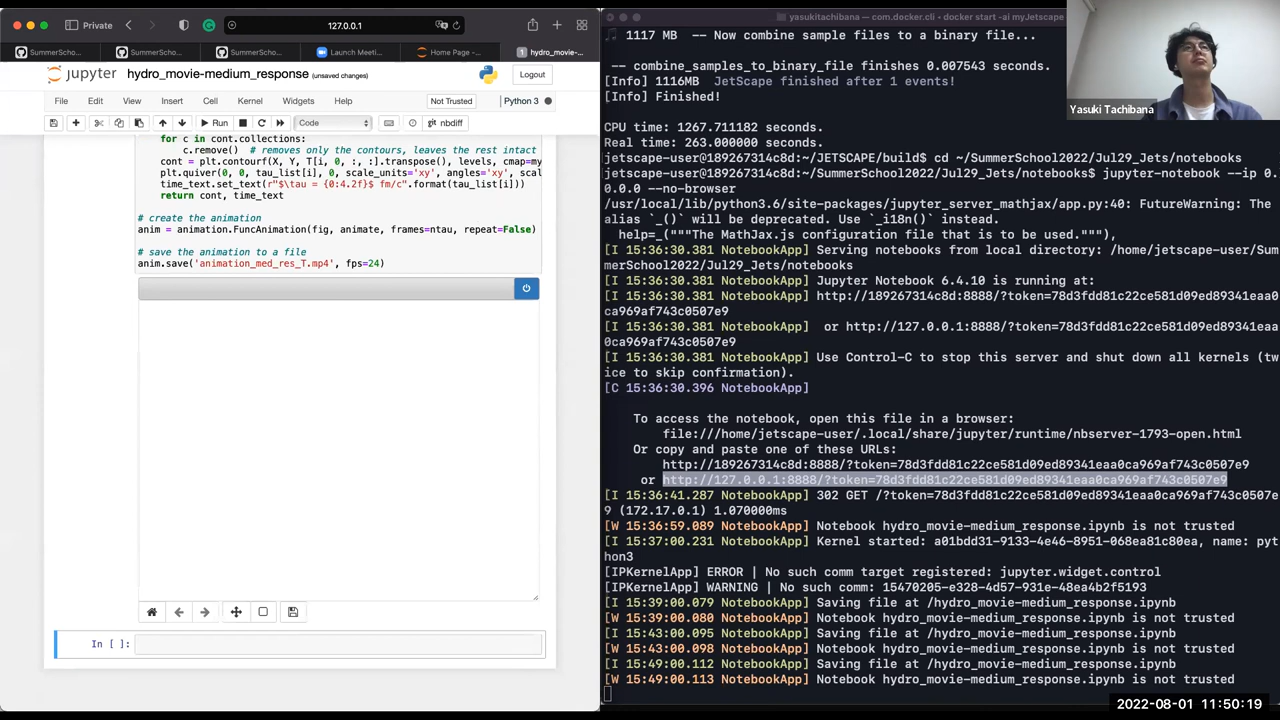 Private
127.0.0.1
SummerScho...
SummerScho...
SummerScho...
Launch Meeti...
Home Page -...
hydro_movie-...
jupyter hydro_movie-medium_response (unsaved changes)
Logout
File Edit View Insert Cell Kernel Widgets Help
Not Trusted
Python 3
Run
Code
nbdiff
for c in cont.collections:
c.remove()  # removes only the contours, leaves the rest intact
cont = plt.contourf(X, Y, T[i, 0, :, :].transpose(), levels, cmap=my
plt.quiver(0, 0, tau_list[i], 0, scale_units='xy', angles='xy', scal
time_text.set_text(r"$\tau = {0:4.2f}$ fm/c".format(tau_list[i]))
return cont, time_text
# create the animation
anim = animation.FuncAnimation(fig, animate, frames=ntau, repeat=False)
# save the animation to a file
anim.save('animation_med_res_T.mp4', fps=24)
In [ ]:
yasukitachibana — com.docker.cli ‹ docker start -ai myJetscape
1117 MB  -- Now combine sample files to a binary file...
-- combine_samples_to_binary_file finishes 0.007543 seconds.
[Info] 1116MB  JetScape finished after 1 events!
[Info] Finished!
CPU time: 1267.711182 seconds.
Real time: 263.000000 seconds.
jetscape-user@189267314c8d:~/JETSCAPE/build$ cd ~/SummerSchool2022/Jul29_Jets/notebooks
jetscape-user@189267314c8d:~/SummerSchool2022/Jul29_Jets/notebooks$ jupyter-notebook --ip 0.
0.0.0 --no-browser
/usr/local/lib/python3.6/site-packages/jupyter_server_mathjax/app.py:40: FutureWarning: The
alias `_()` will be deprecated. Use `_i18n()` instead.
help=_("""The MathJax.js configuration file that is to be used."""),
[I 15:36:30.381 NotebookApp] Serving notebooks from local directory: /home/jetscape-user/Sum
merSchool2022/Jul29_Jets/notebooks
[I 15:36:30.381 NotebookApp] Jupyter Notebook 6.4.10 is running at:
[I 15:36:30.381 NotebookApp] http://189267314c8d:8888/?token=78d3fdd81c22ce581d09ed89341eaa0
ca969af743c0507e9
[I 15:36:30.381 NotebookApp]  or http://127.0.0.1:8888/?token=78d3fdd81c22ce581d09ed89341eaa
0ca969af743c0507e9
[I 15:36:30.381 NotebookApp] Use Control-C to stop this server and shut down all kernels (tw
ice to skip confirmation).
[C 15:36:30.396 NotebookApp]
To access the notebook, open this file in a browser:
file:///home/jetscape-user/.local/share/jupyter/runtime/nbserver-1793-open.html
Or copy and paste one of these URLs:
http://189267314c8d:8888/?token=78d3fdd81c22ce581d09ed89341eaa0ca969af743c0507e9
or http://127.0.0.1:8888/?token=78d3fdd81c22ce581d09ed89341eaa0ca969af743c0507e9
[I 15:36:41.287 NotebookApp] 302 GET /?token=78d3fdd81c22ce581d09ed89341eaa0ca969af743c0507e
9 (172.17.0.1) 1.070000ms
[W 15:36:59.089 NotebookApp] Notebook hydro_movie-medium_response.ipynb is not trusted
[I 15:37:00.231 NotebookApp] Kernel started: a01bdd31-9133-4e46-8951-068ea81c80ea, name: pyt
hon3
[IPKernelApp] ERROR | No such comm target registered: jupyter.widget.control
[IPKernelApp] WARNING | No such comm: 15470205-e328-4d57-931e-48ea4b2f5193
[I 15:39:00.079 NotebookApp] Saving file at /hydro_movie-medium_response.ipynb
[W 15:39:00.080 NotebookApp] Notebook hydro_movie-medium_response.ipynb is not trusted
[I 15:43:00.095 NotebookApp] Saving file at /hydro_movie-medium_response.ipynb
[W 15:43:00.098 NotebookApp] Notebook hydro_movie-medium_response.ipynb is not trusted
[I 15:49:00.112 NotebookApp] Saving file at /hydro_movie-medium_response.ipynb
[W 15:49:00.113 NotebookApp] Notebook hydro_movie-medium_response.ipynb is not trusted
Yasuki Tachibana
2022-08-01 11:50:19